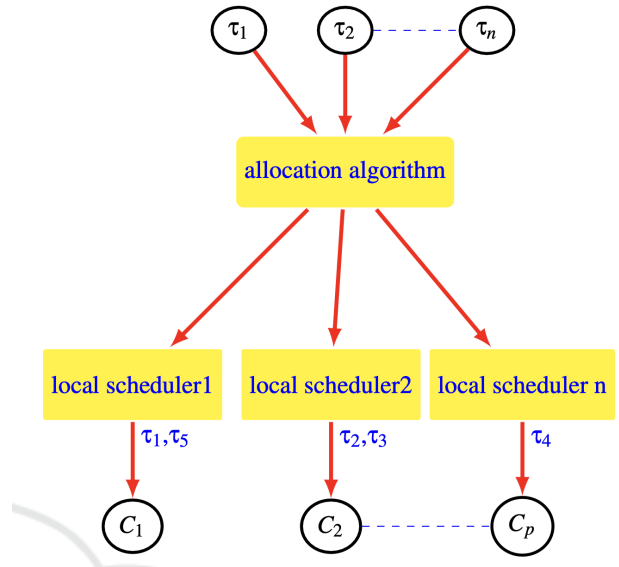 τ1 τ2 τn
allocation algorithm
local scheduler1 local scheduler2 local scheduler n
τ1,τ5 τ2,τ3 τ4
C1 C2 Cp